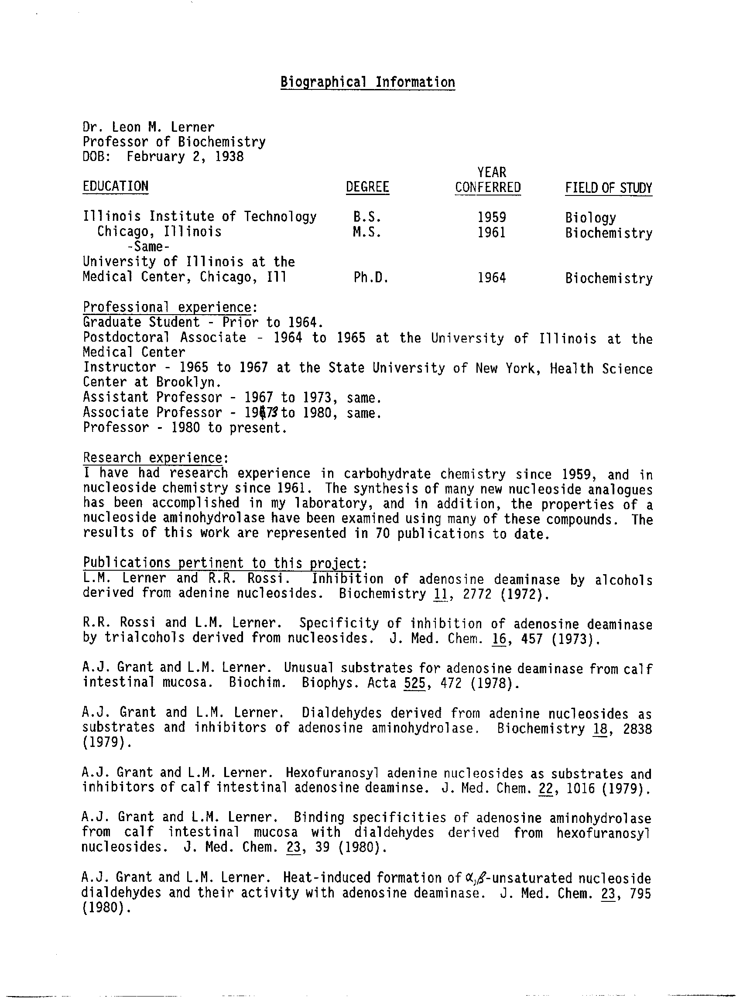 Biographical Information
Dr. Leon M. Lerner
Professor of Biochemistry
DOB: February 2, 1938
YEAR
EDUCATION DEGREE CONFERRED FIELD OF STUDY
Illinois Institute of Technology B.S. 1959 Biology
Chicago, Illinois M.S. 1961 Biochemistry
-Same-
University of Illinois at the
Medical Center, Chicago, Ill Ph.D. 1964 Biochemistry
Professional experience:
Graduate Student - Prior to 1964.
Postdoctoral Associate - 1964 to 1965 at the University of Illinois at the
Medical Center
Instructor - 1965 to 1967 at the State University of New York, Health Science
Center at Brooklyn.
Assistant Professor - 1967 to 1973, same.
Associate Professor - 1973 to 1980, same.
Professor - 1980 to present.
Research experience:
I have had research experience in carbohydrate chemistry since 1959, and in
nucleoside chemistry since 1961. The synthesis of many new nucleoside analogues
has been accomplished in my laboratory, and in addition, the properties of a
nucleoside aminohydrolase have been examined using many of these compounds. The
results of this work are represented in 70 publications to date.
Publications pertinent to this project:
L.M. Lerner and R.R. Rossi. Inhibition of adenosine deaminase by alcohols
derived from adenine nucleosides. Biochemistry 11, 2772 (1972).
R.R. Rossi and L.M. Lerner. Specificity of inhibition of adenosine deaminase
by trialcohols derived from nucleosides. J. Med. Chem. 16, 457 (1973).
A.J. Grant and L.M. Lerner. Unusual substrates for adenosine deaminase from calf
intestinal mucosa. Biochim. Biophys. Acta 525, 472 (1978).
A.J. Grant and L.M. Lerner. Dialdehydes derived from adenine nucleosides as
substrates and inhibitors of adenosine aminohydrolase. Biochemistry 18, 2838
(1979).
A.J. Grant and L.M. Lerner. Hexofuranosyl adenine nucleosides as substrates and
inhibitors of calf intestinal adenosine deaminse. J. Med. Chem. 22, 1016 (1979).
A.J. Grant and L.M. Lerner. Binding specificities of adenosine aminohydrolase
from calf intestinal mucosa with dialdehydes derived from hexofuranosyl
nucleosides. J. Med. Chem. 23, 39 (1980).
A.J. Grant and L.M. Lerner. Heat-induced formation of α,β-unsaturated nucleoside
dialdehydes and their activity with adenosine deaminase. J. Med. Chem. 23, 795
(1980).